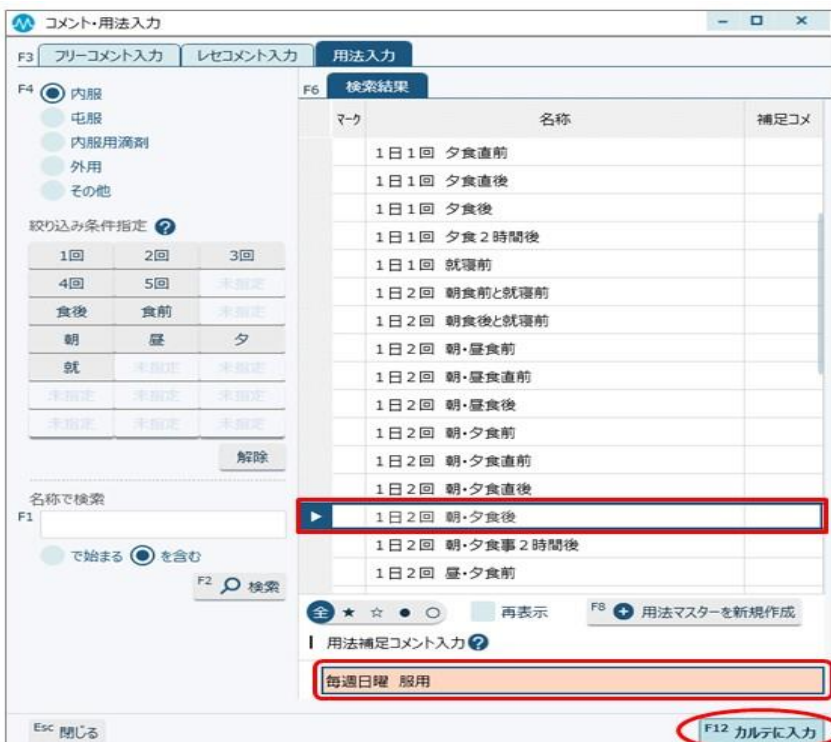 コメント・用法入力
F3 フリーコメント入力 レセコメント入力 用法入力
F4 内服
屯服
内服用滴剤
外用
その他
絞り込み条件指定 ?
1回 2回 3回
4回 5回 未指定
食後 食前 未指定
朝 昼 夕
就 未指定 未指定
未指定 未指定 未指定
未指定 未指定 未指定
解除
名称で検索
F1
で始まる を含む
F2 検索
F6 検索結果
マーク 名称 補足コメ
1日1回 夕食直前
1日1回 夕食直後
1日1回 夕食後
1日1回 夕食2時間後
1日1回 就寝前
1日2回 朝食前と就寝前
1日2回 朝食後と就寝前
1日2回 朝・昼食前
1日2回 朝・昼食直前
1日2回 朝・昼食後
1日2回 朝・夕食前
1日2回 朝・夕食直前
1日2回 朝・夕食直後
1日2回 朝・夕食後
1日2回 朝・夕食事2時間後
1日2回 昼・夕食前
全 ★ ☆ ● ○ 再表示 F8 用法マスターを新規作成
用法補足コメント入力 ?
毎週日曜 服用
Esc 閉じる F12 カルテに入力